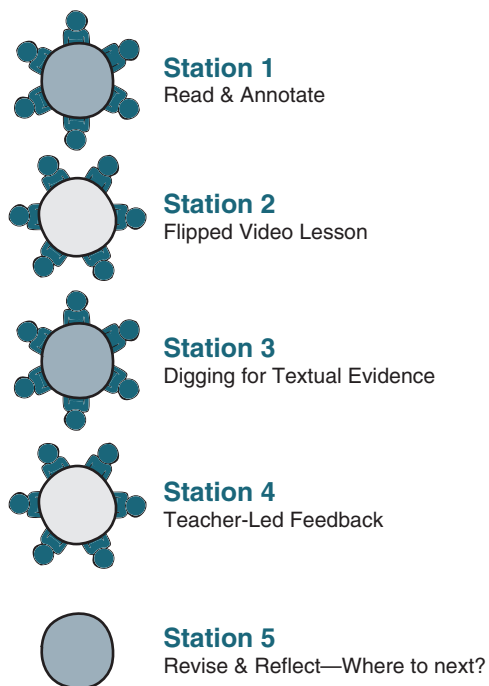 Station 1
Read & Annotate
Station 2
Flipped Video Lesson
Station 3
Digging for Textual Evidence
Station 4
Teacher-Led Feedback
Station 5
Revise & Reflect—Where to next?